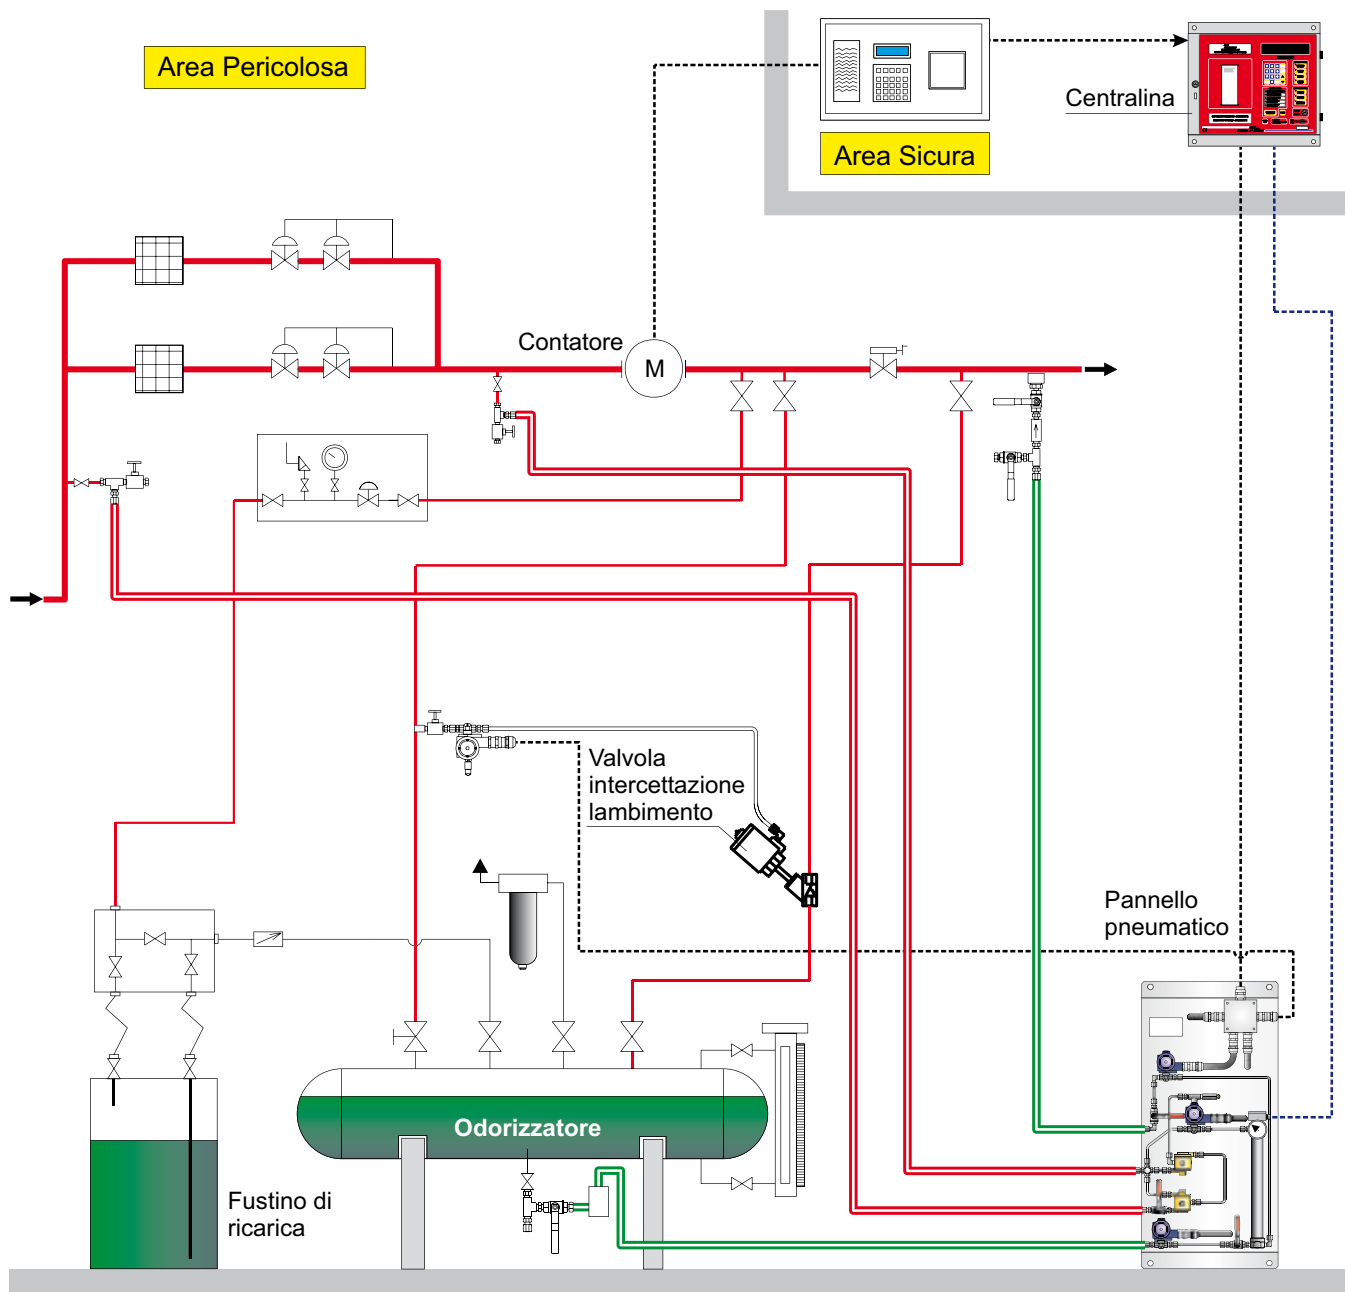 Area Pericolosa
Centralina
Area Sicura
Contatore
M
Valvola
intercettazione
lambimento
Pannello
pneumatico
Odorizzatore
Fustino di
ricarica